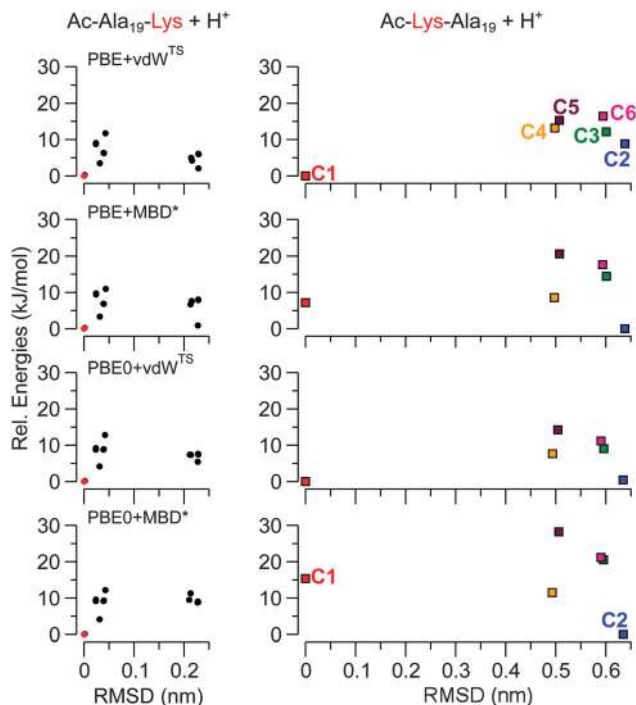 Ac-Ala₁₉-Lys + H⁺
Ac-Lys-Ala₁₉ + H⁺
Rel. Energies (kJ/mol)
PBE+vdWᵀˢ
30
20
10
0
30
20
10
0
C1
C4
C5
C3
C6
C2
PBE+MBD*
30
20
10
0
30
20
10
0
PBE0+vdWᵀˢ
30
20
10
0
30
20
10
0
PBE0+MBD*
30
20
10
0
30
20
10
0
C1
C2
0 0.1 0.2
0 0.1 0.2 0.3 0.4 0.5 0.6
RMSD (nm)
RMSD (nm)